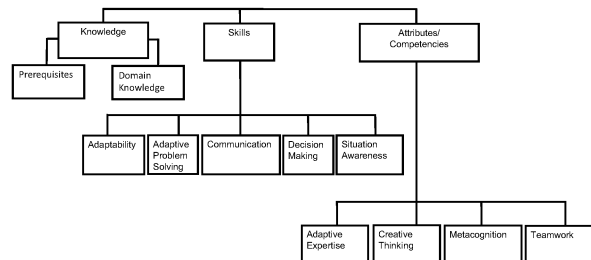 Knowledge
Skills
Attributes/
Competencies
Prerequisites
Domain
Knowledge
Adaptability
Adaptive
Problem
Solving
Communication
Decision
Making
Situation
Awareness
Adaptive
Expertise
Creative
Thinking
Metacognition
Teamwork